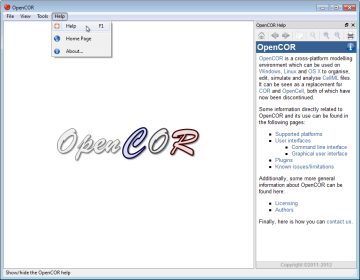 OpenCOR
File View Tools Help
Help F1
Home Page
About...
OpenCOR
OpenCOR Help
OpenCOR
OpenCOR is a cross-platform modelling
environment which can be used on
Windows, Linux and OS X to organise,
edit, simulate and analyse CellML files.
It can be seen as a replacement for
COR and OpenCell, both of which have
now been discontinued.
Some information directly related to
OpenCOR and its use can be found in
the following pages:
Supported platforms
User interfaces
Command line interface
Graphical user interface
Plugins
Known issues/limitations
Additionally, some more general
information about OpenCOR can be
found here:
Licensing
Authors
Finally, here is how you can contact us.
Copyright ©2011-2012
Show/hide the OpenCOR help